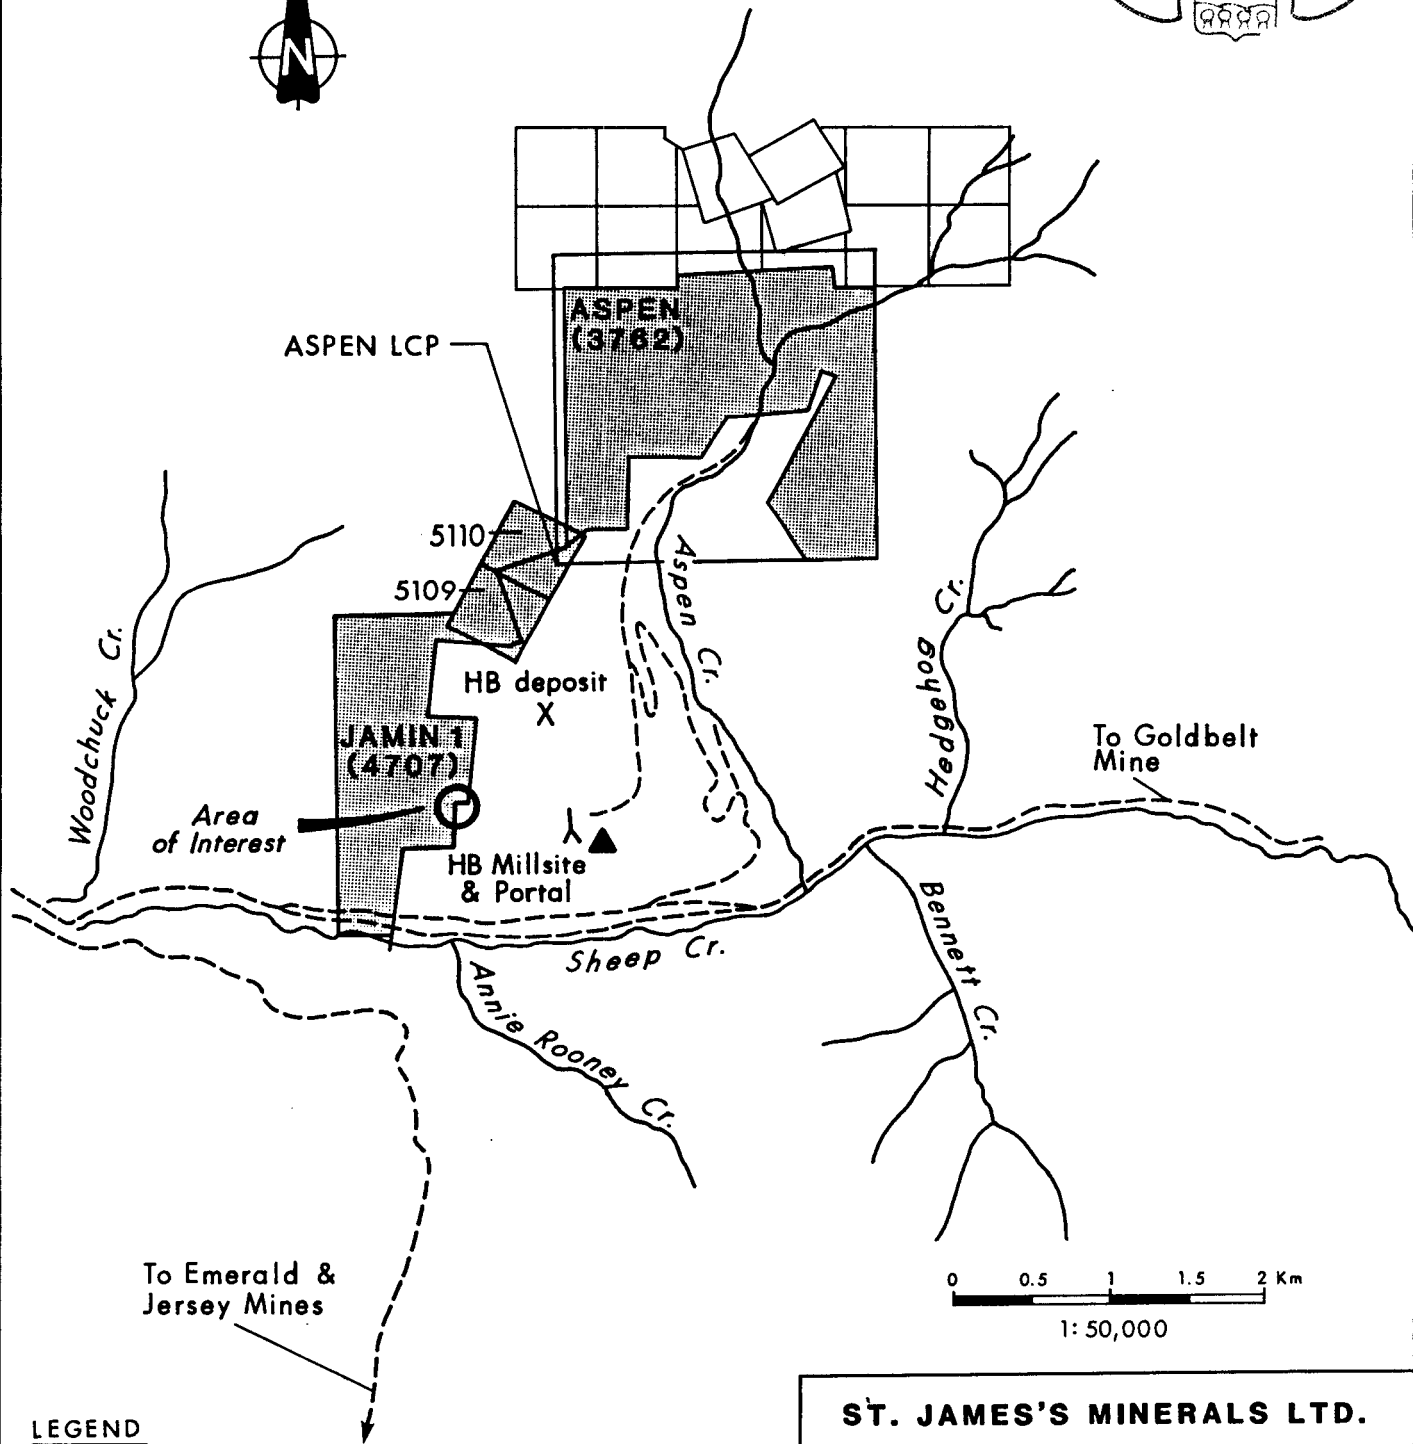 N
ASPEN
(3762)
ASPEN LCP
5110
5109
Aspen Cr.
Woodchuck Cr.
HB deposit
X
Hedgehog Cr.
JAMIN 1
(4707)
To Goldbelt
Mine
Area
of Interest
HB Millsite
& Portal
Bennett Cr.
Sheep Cr.
Annie Rooney Cr.
To Emerald &
Jersey Mines
0 0.5 1 1.5 2 Km
1:50,000
LEGEND
ST. JAMES'S MINERALS LTD.